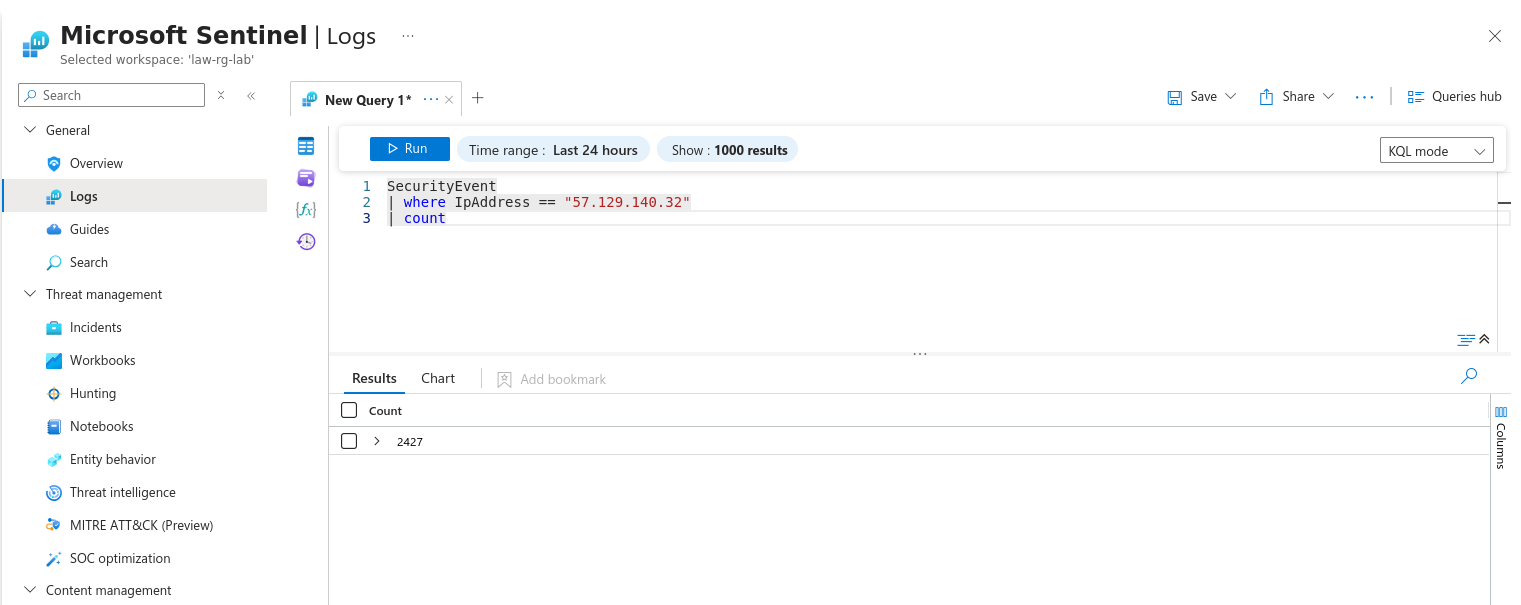 Microsoft Sentinel | Logs ...
Selected workspace: 'law-rg-lab'
Search
General
Overview
Logs
Guides
Search
Threat management
Incidents
Workbooks
Hunting
Notebooks
Entity behavior
Threat intelligence
MITRE ATT&CK (Preview)
SOC optimization
Content management
New Query 1* ...
Save
Share
...
Queries hub
{fx}
Run
Time range : Last 24 hours
Show : 1000 results
KQL mode
1 SecurityEvent
2 | where IpAddress == "57.129.140.32"
3 | count
...
Results
Chart
Add bookmark
Count
2427
Columns